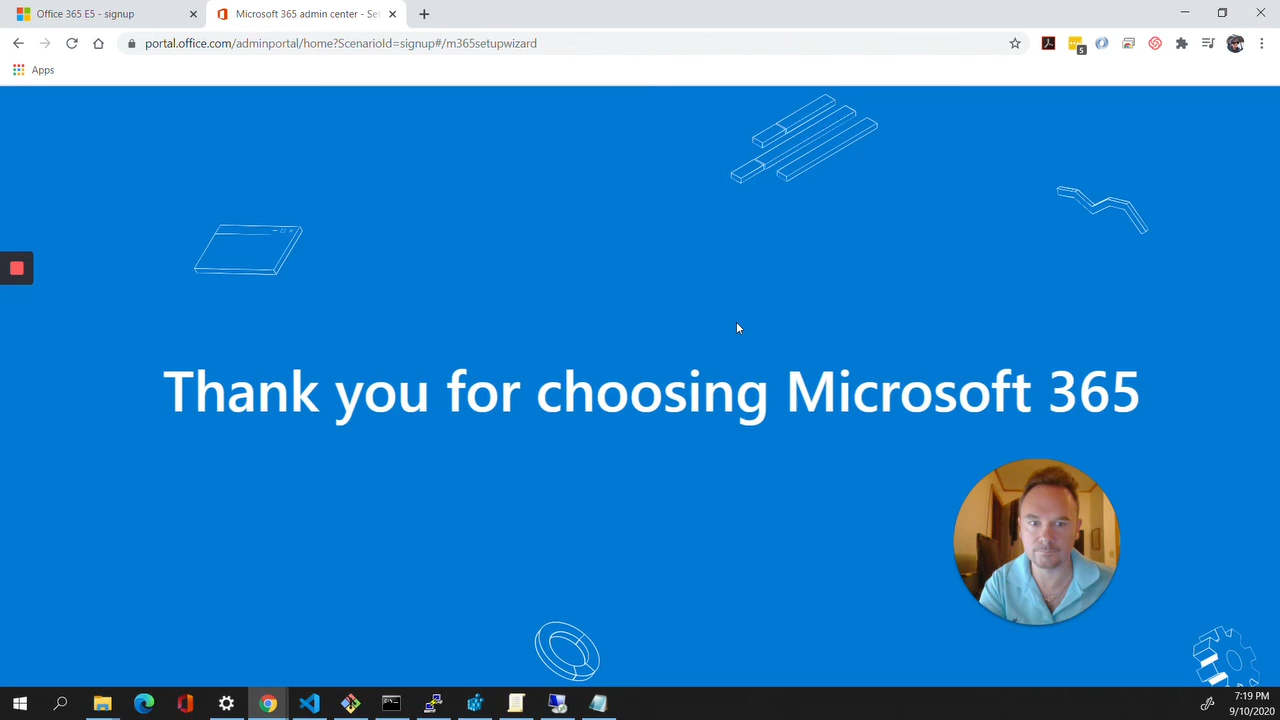 Office 365 E5 - signup
Microsoft 365 admin center - Se
portal.office.com/adminportal/home?ScenarioId=signup#/m365setupwizard
S
Apps
Thank you for choosing Microsoft 365
7:19 PM
9/10/2020